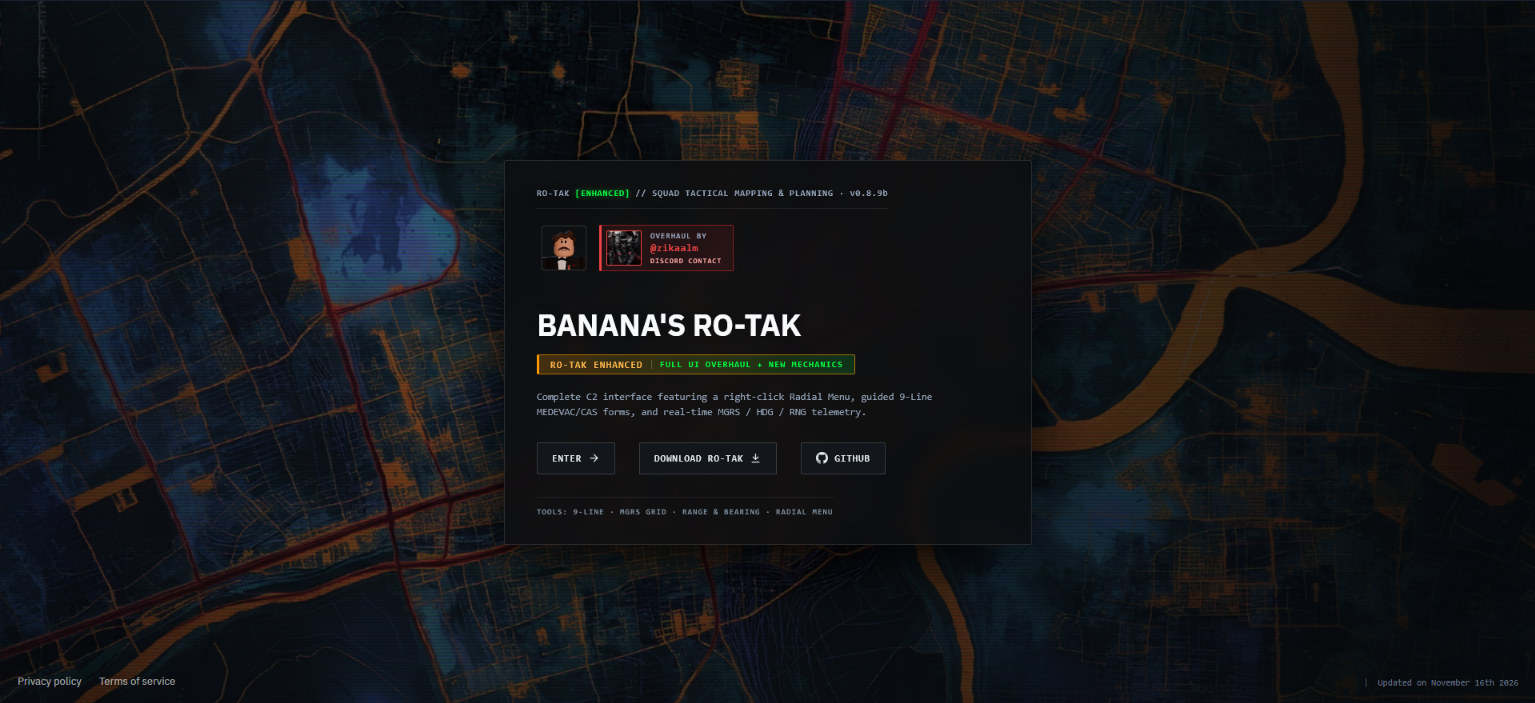 RO-TAK [ENHANCED] // SQUAD TACTICAL MAPPING & PLANNING · v0.8.9b
OVERHAUL BY
@zikaalm
DISCORD CONTACT
BANANA'S RO-TAK
RO-TAK ENHANCED | FULL UI OVERHAUL + NEW MECHANICS
Complete C2 interface featuring a right-click Radial Menu, guided 9-Line
MEDEVAC/CAS forms, and real-time MGRS / HDG / RNG telemetry.
ENTER →
DOWNLOAD RO-TAK
GITHUB
TOOLS: 9-LINE · MGRS GRID · RANGE & BEARING · RADIAL MENU
Privacy policy
Terms of service
| Updated on November 16th 2026